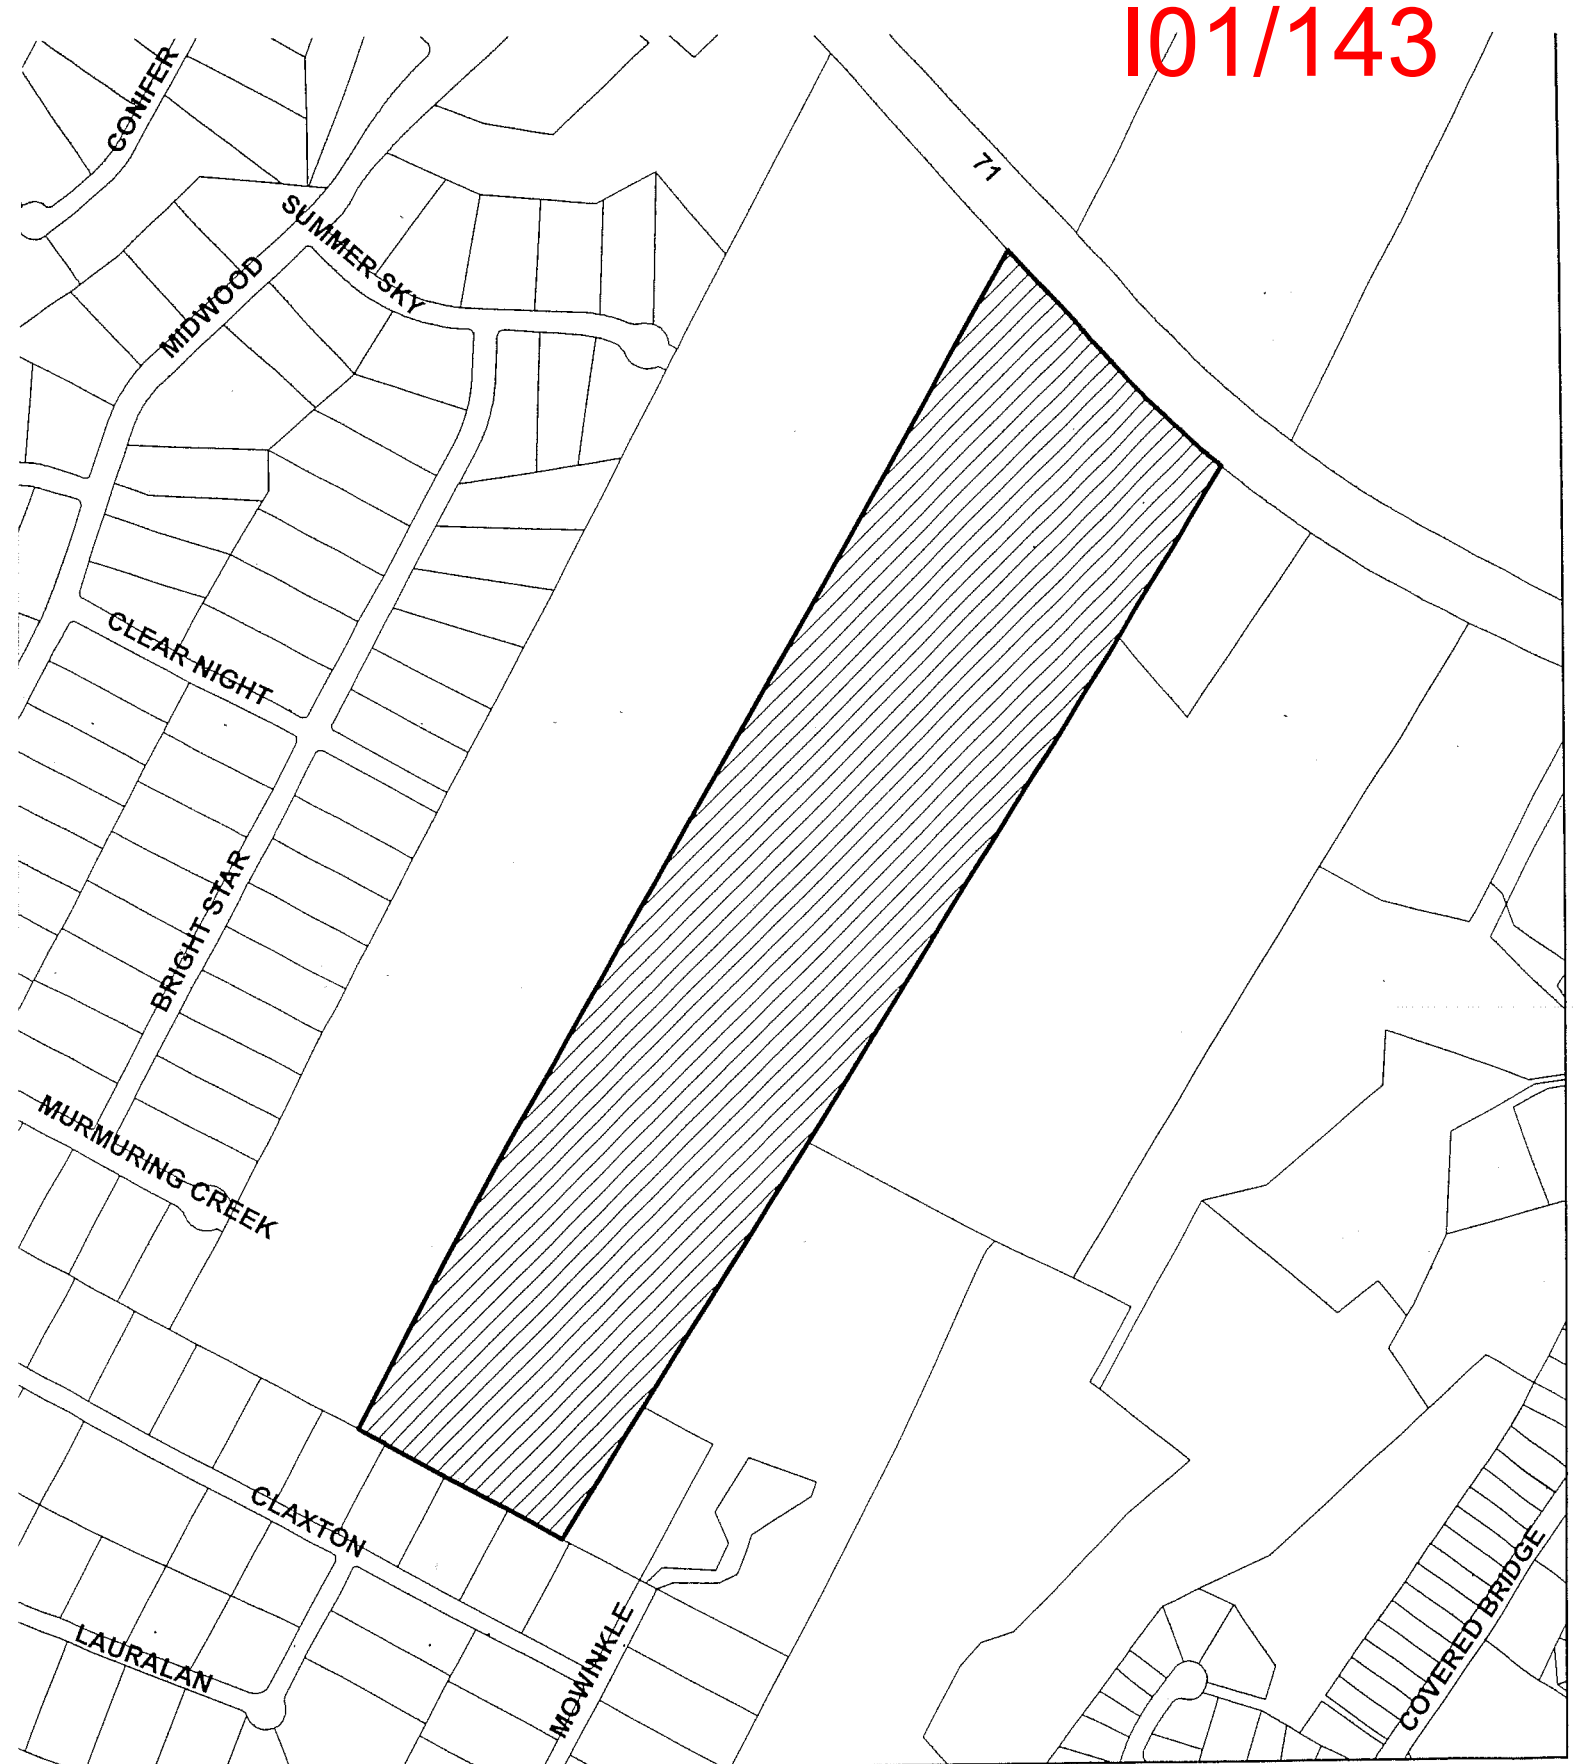 I01/143
CONIFER
71
SUMMER SKY
MIDWOOD
CLEAR NIGHT
BRIGHT STAR
MURMURING CREEK
CLAXTON
LAURALAN
MOWINKLE
COVERED BRIDGE